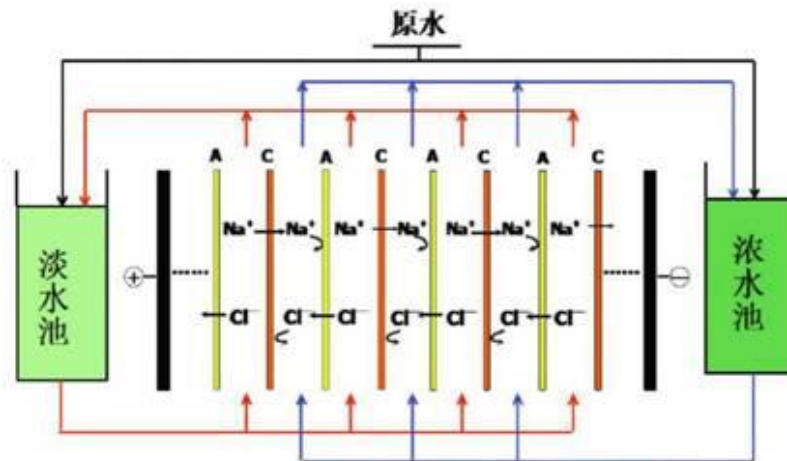 原水
A C A C A C A C
Na⁺ Na⁺ Na⁺ Na⁺ Na⁺ Na⁺ Na⁺
淡水池
+ ······ ······ −
浓水池
Cl⁻ Cl⁻ Cl⁻ Cl⁻ Cl⁻ Cl⁻ Cl⁻